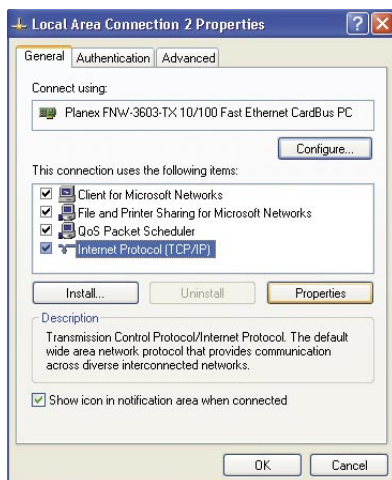 Local Area Connection 2 Properties
General Authentication Advanced
Connect using:
Planex FNW-3603-TX 10/100 Fast Ethernet CardBus PC
Configure...
This connection uses the following items:
Client for Microsoft Networks
File and Printer Sharing for Microsoft Networks
QoS Packet Scheduler
Internet Protocol (TCP/IP)
Install... Uninstall Properties
Description
Transmission Control Protocol/Internet Protocol. The default
wide area network protocol that provides communication
across diverse interconnected networks.
Show icon in notification area when connected
OK Cancel